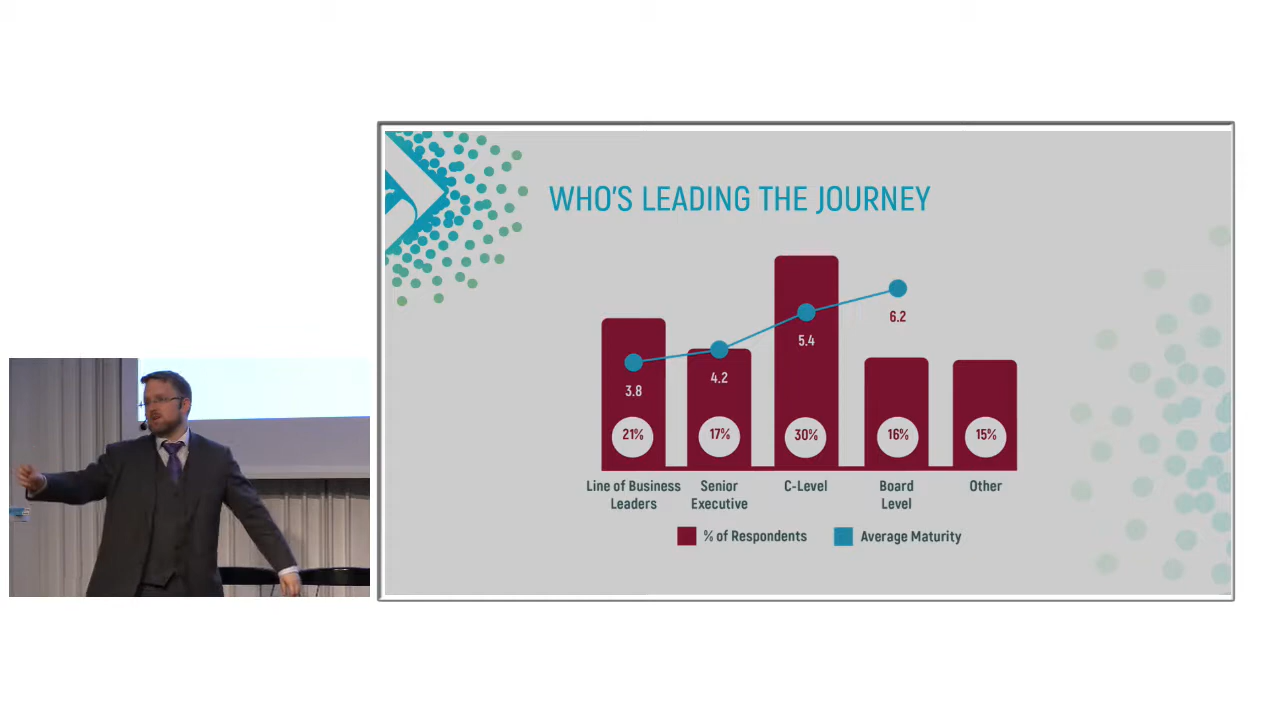 WHO'S LEADING THE JOURNEY
6.2
5.4
4.2
3.8
21%
17%
30%
16%
15%
Line of Business
Leaders
Senior
Executive
C-Level
Board
Level
Other
% of Respondents
Average Maturity